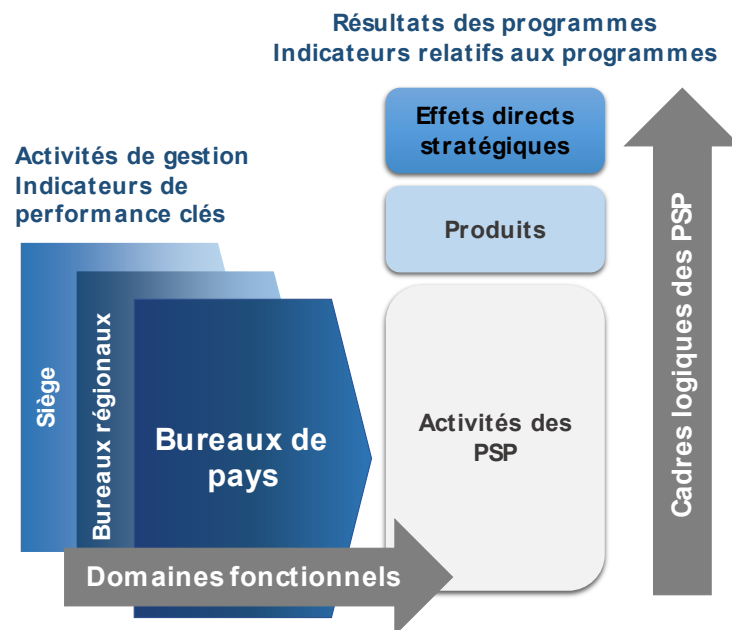 Résultats des programmes
Indicateurs relatifs aux programmes
Effets directs
stratégiques
Activités de gestion
Indicateurs de
performance clés
Produits
Siège
Bureaux régionaux
Bureaux de
pays
Activités des
PSP
Cadres logiques des PSP
Domaines fonctionnels